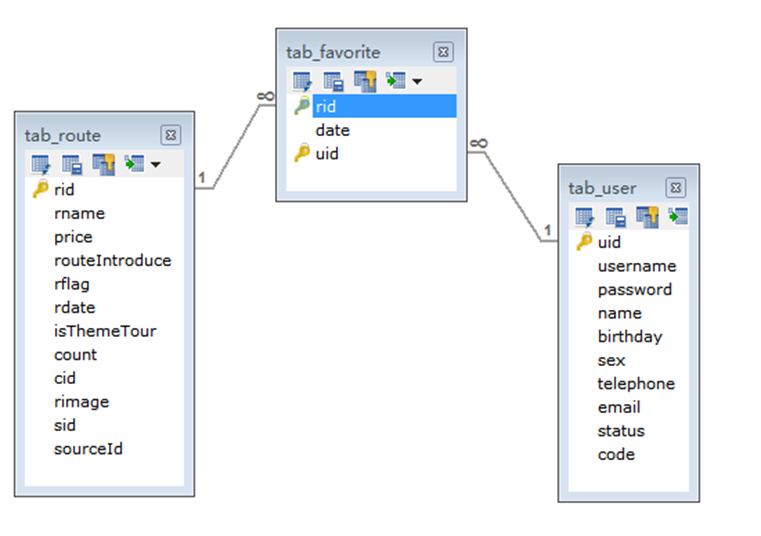 tab_favorite
rid
date
uid
∞
1
tab_route
rid
rname
price
routeIntroduce
rflag
rdate
isThemeTour
count
cid
rimage
sid
sourceId
∞
1
tab_user
uid
username
password
name
birthday
sex
telephone
email
status
code